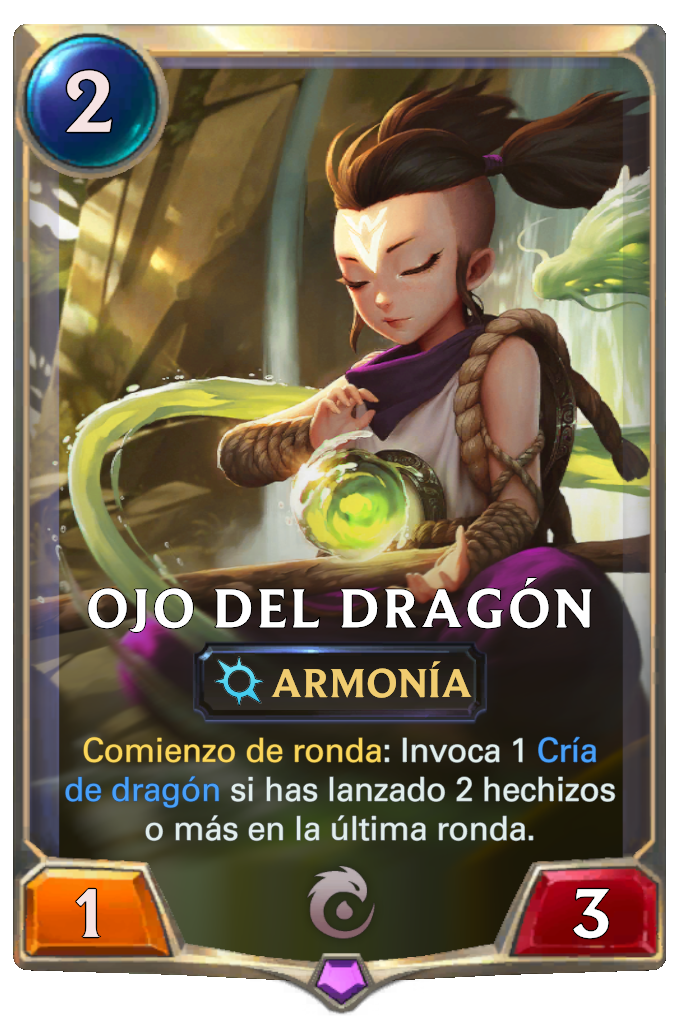 2
OJO DEL DRAGÓN
ARMONÍA
Comienzo de ronda: Invoca 1 Cría
de dragón si has lanzado 2 hechizos
o más en la última ronda.
1
3